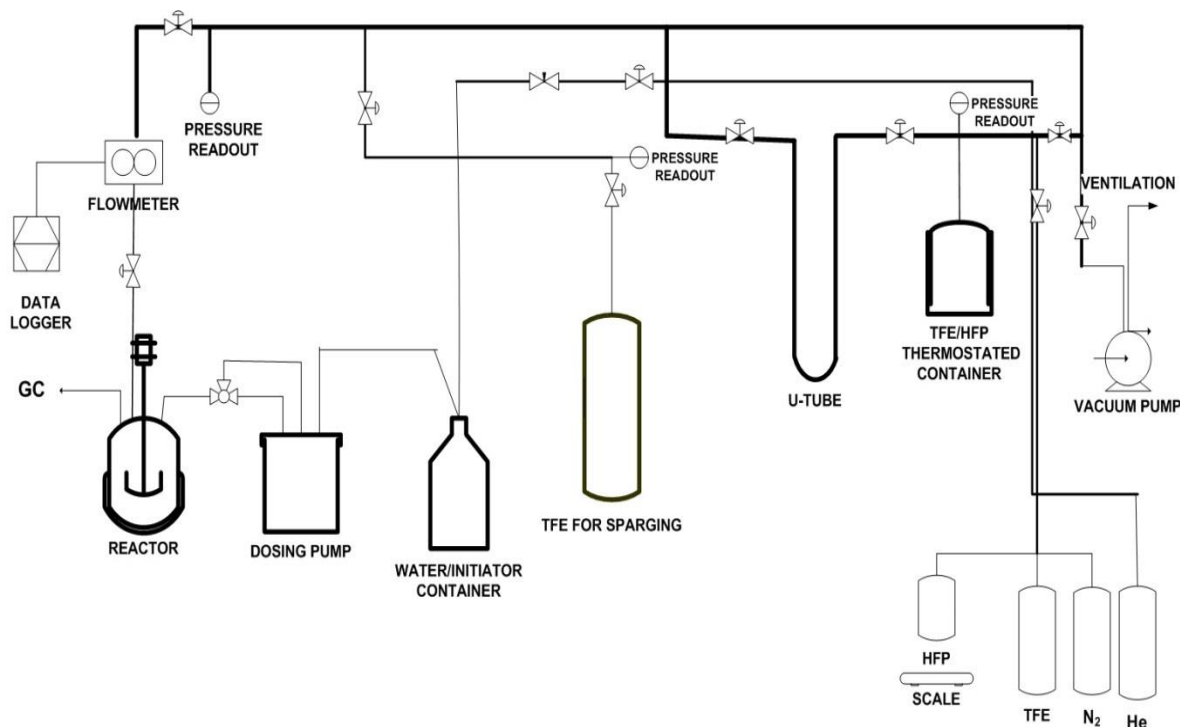 PRESSURE
READOUT
PRESSURE
READOUT
PRESSURE
READOUT
FLOWMETER
VENTILATION
DATA
LOGGER
TFE/HFP
THERMOSTATED
CONTAINER
GC
U-TUBE
VACUUM PUMP
TFE FOR SPARGING
REACTOR
DOSING PUMP
WATER/INITIATOR
CONTAINER
HFP
SCALE
TFE
N₂
He